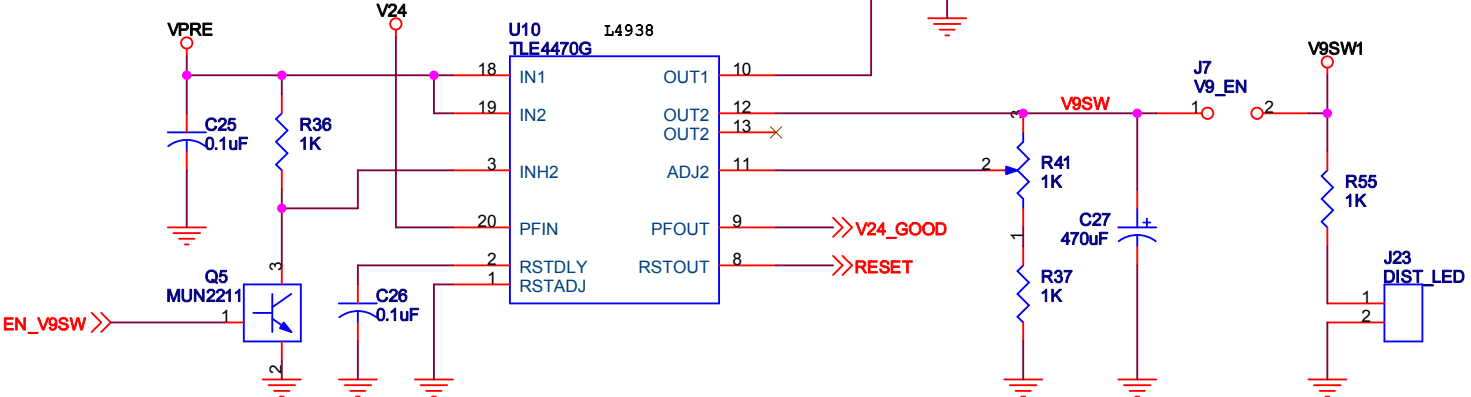 V24
VPRE
U10
L4938
TLE4470G
18
IN1
OUT1
10
19
IN2
OUT2
12
OUT2
13
3
INH2
ADJ2
11
20
PFIN
PFOUT
9
V24_GOOD
2
RSTDLY
RSTOUT
8
RESET
1
RSTADJ
C25
0.1uF
R36
1K
Q5
MUN2211
3
1
2
EN_V9SW
C26
0.1uF
V9SW
3
2
R41
1K
1
R37
1K
C27
+
470uF
J7
V9_EN
1
2
V9SW1
R55
1K
J23
DIST_LED
1
2